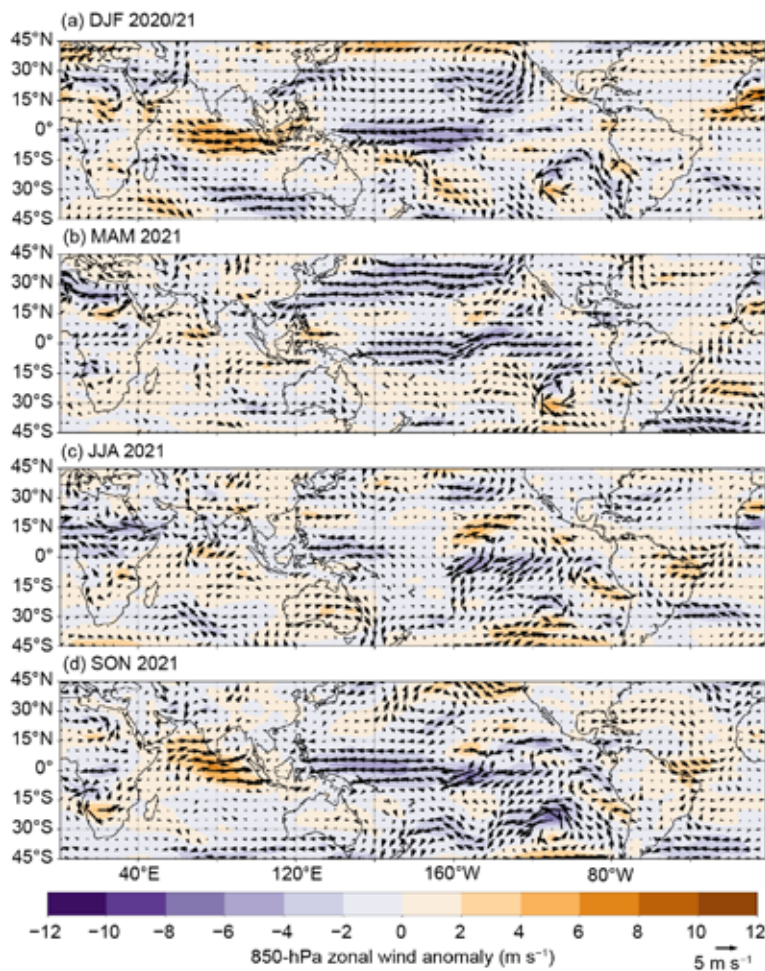 (a) DJF 2020/21
45°N
30°N
15°N
0°
15°S
30°S
45°S
(b) MAM 2021
45°N
30°N
15°N
0°
15°S
30°S
45°S
(c) JJA 2021
45°N
30°N
15°N
0°
15°S
30°S
45°S
(d) SON 2021
45°N
30°N
15°N
0°
15°S
30°S
45°S
40°E 120°E 160°W 80°W
−12 −10 −8 −6 −4 −2 0 2 4 6 8 10 12
850-hPa zonal wind anomaly (m s⁻¹) 5 m s⁻¹